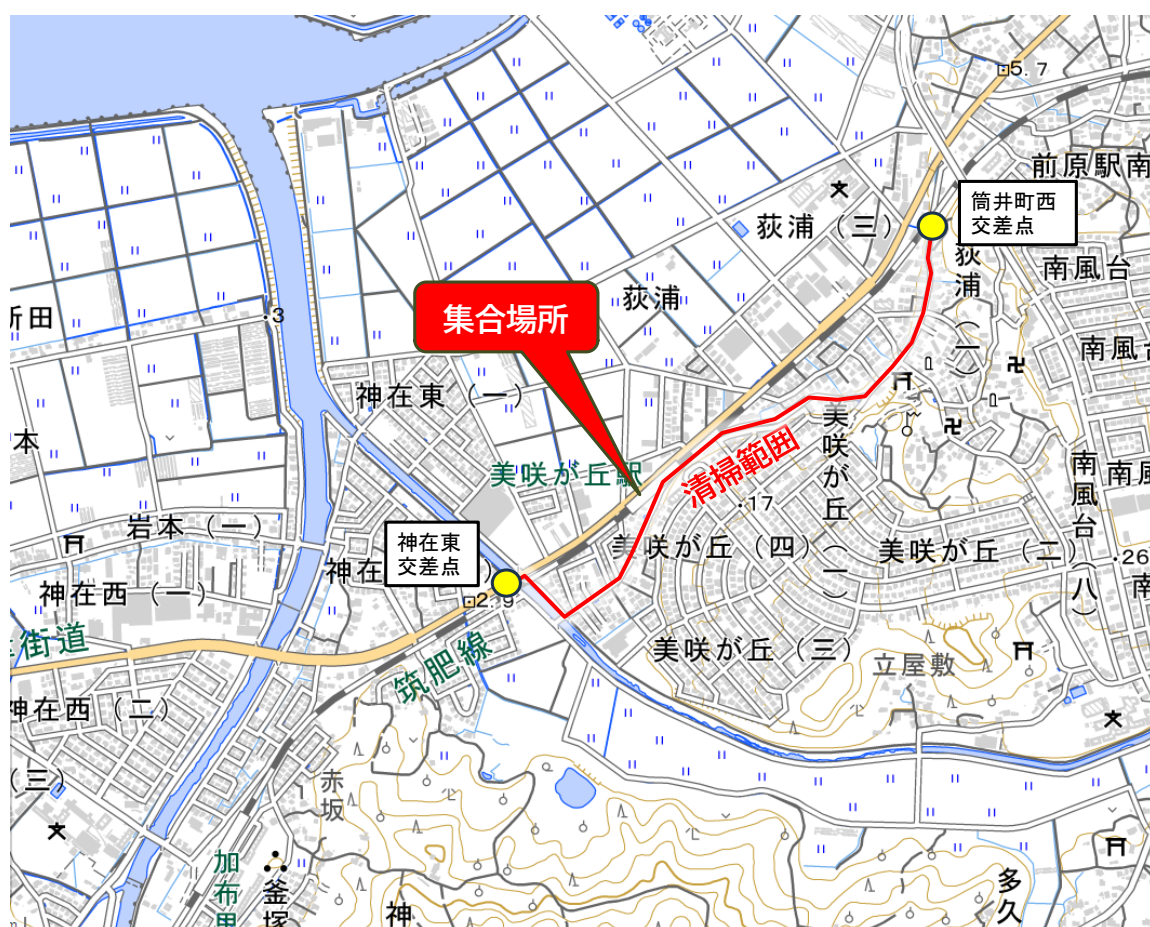 5.7
前原駅南
筒井町西
交差点
荻浦（三）
荻浦（一）
南風台
荻浦
集合場所
新田
3
南風台
神在東（一）
本
美咲が丘駅
清掃範囲
美咲が丘（一）
17
南風台（八）
南風
岩本（一）
神在東
交差点
美咲が丘（四）
美咲が丘（二）
26
神在
2.9
神在西（一）
南
街道
筑肥線
美咲が丘（三）
立屋敷
神在西（二）
（三）
赤坂
加布里
釜塚
神
多久